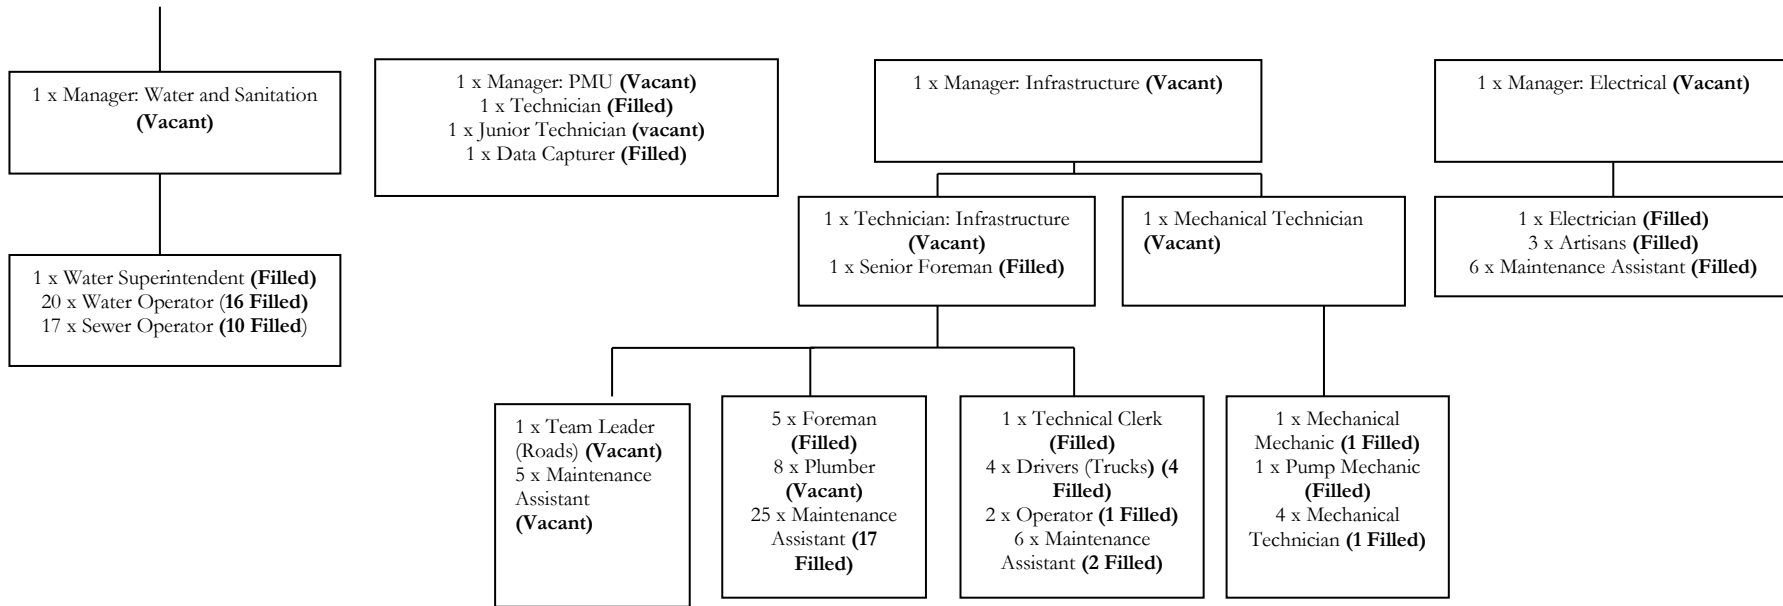 1 x Manager: Water and Sanitation
(Vacant)
1 x Manager: PMU (Vacant)
1 x Technician (Filled)
1 x Junior Technician (vacant)
1 x Data Capturer (Filled)
1 x Manager: Infrastructure (Vacant)
1 x Manager: Electrical (Vacant)
1 x Water Superintendent (Filled)
20 x Water Operator (16 Filled)
17 x Sewer Operator (10 Filled)
1 x Technician: Infrastructure
(Vacant)
1 x Senior Foreman (Filled)
1 x Mechanical Technician
(Vacant)
1 x Electrician (Filled)
3 x Artisans (Filled)
6 x Maintenance Assistant (Filled)
1 x Team Leader
(Roads) (Vacant)
5 x Maintenance
Assistant
(Vacant)
5 x Foreman
(Filled)
8 x Plumber
(Vacant)
25 x Maintenance
Assistant (17
Filled)
1 x Technical Clerk
(Filled)
4 x Drivers (Trucks) (4
Filled)
2 x Operator (1 Filled)
6 x Maintenance
Assistant (2 Filled)
1 x Mechanical
Mechanic (1 Filled)
1 x Pump Mechanic
(Filled)
4 x Mechanical
Technician (1 Filled)